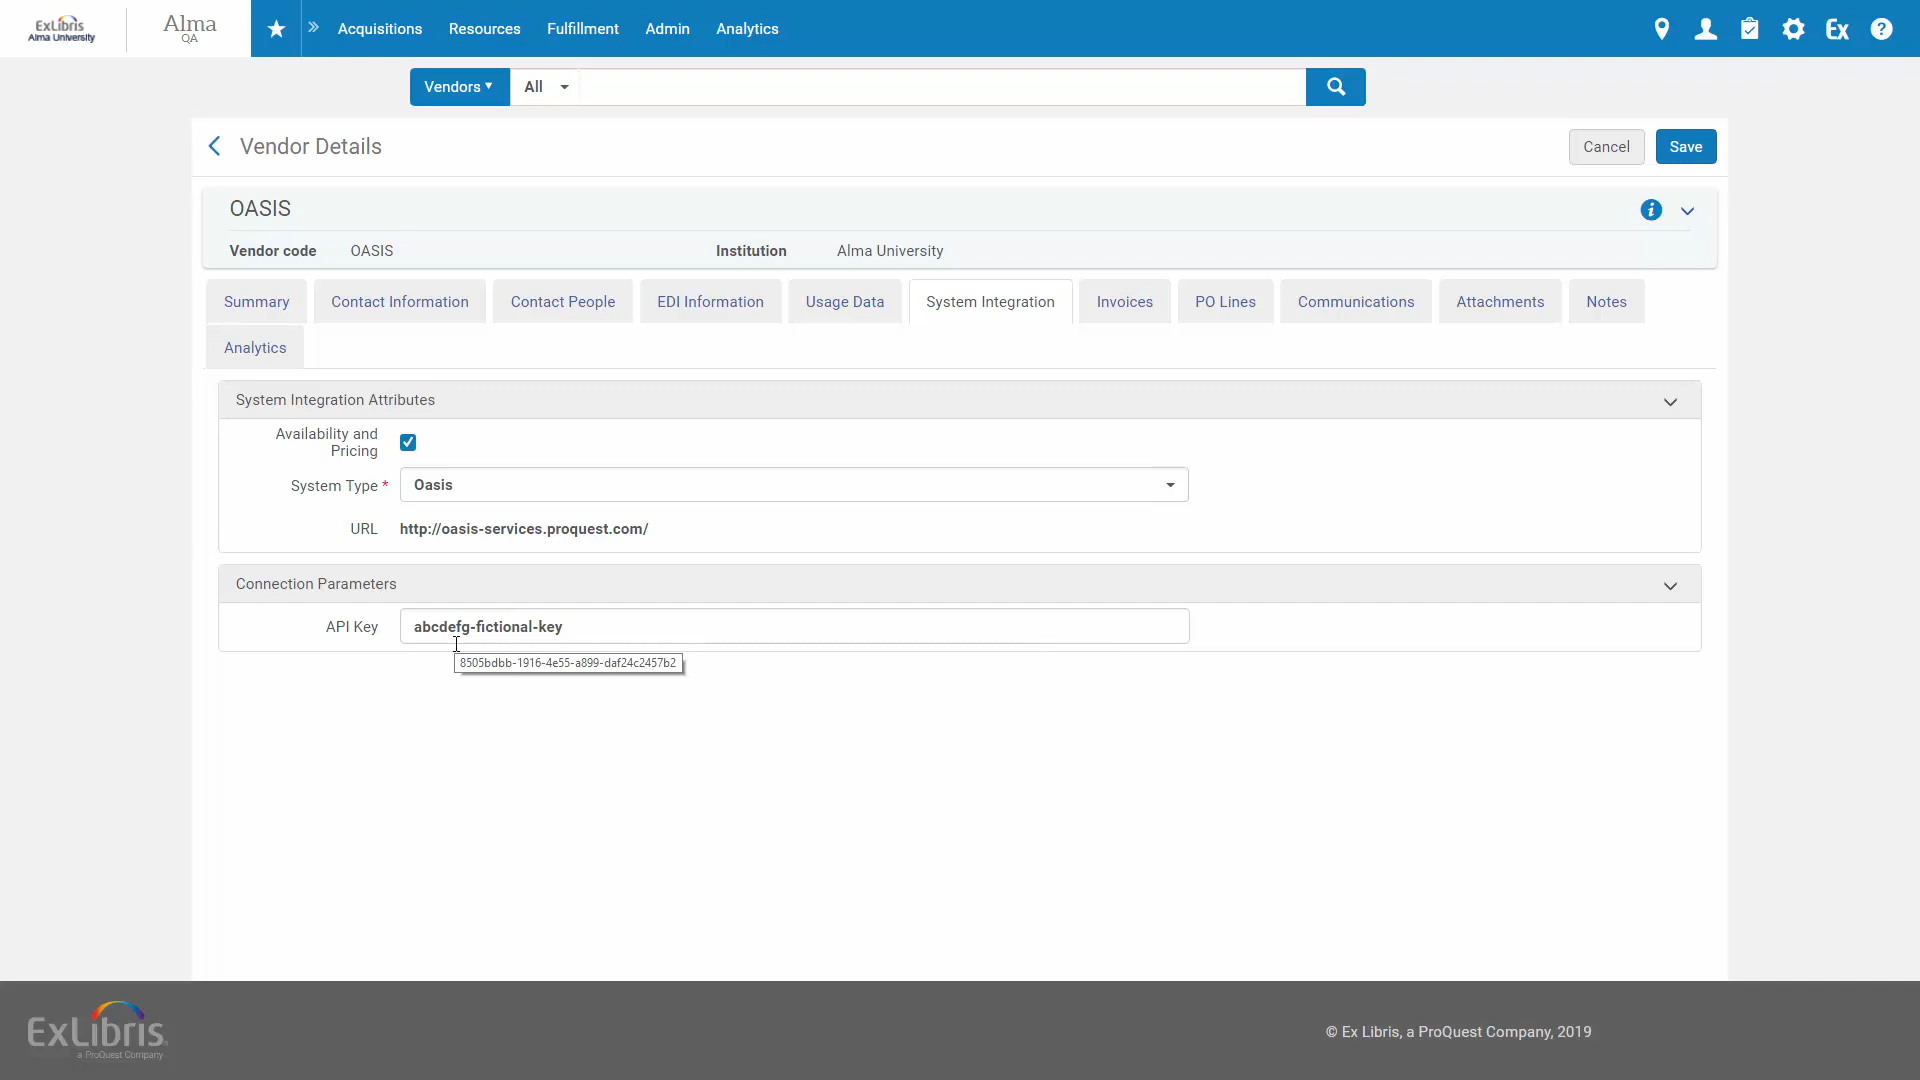 ExLibris
Alma University
Alma
QA
Acquisitions
Resources
Fulfillment
Admin
Analytics
Ex
?
Vendors
All
Vendor Details
Cancel
Save
OASIS
i
Vendor code OASIS Institution Alma University
Summary
Contact Information
Contact People
EDI Information
Usage Data
System Integration
Invoices
PO Lines
Communications
Attachments
Notes
Analytics
System Integration Attributes
Availability and
Pricing
System Type * Oasis
URL http://oasis-services.proquest.com/
Connection Parameters
API Key abcdefg-fictional-key
8505bdbb-1916-4e55-a899-daf24c2457b2
ExLibris
a ProQuest Company
© Ex Libris, a ProQuest Company, 2019